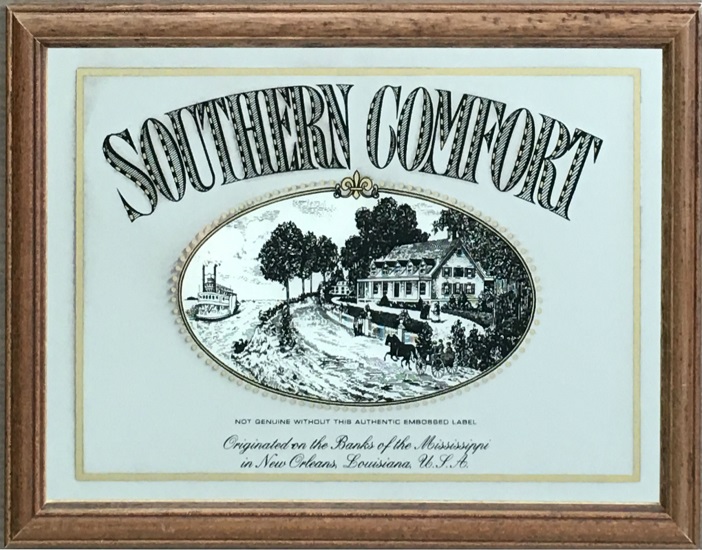 SOUTHERN COMFORT
NOT GENUINE WITHOUT THIS AUTHENTIC EMBOSSED LABEL
Originated on the Banks of the Mississippi
in New Orleans, Louisiana, U.S.A.